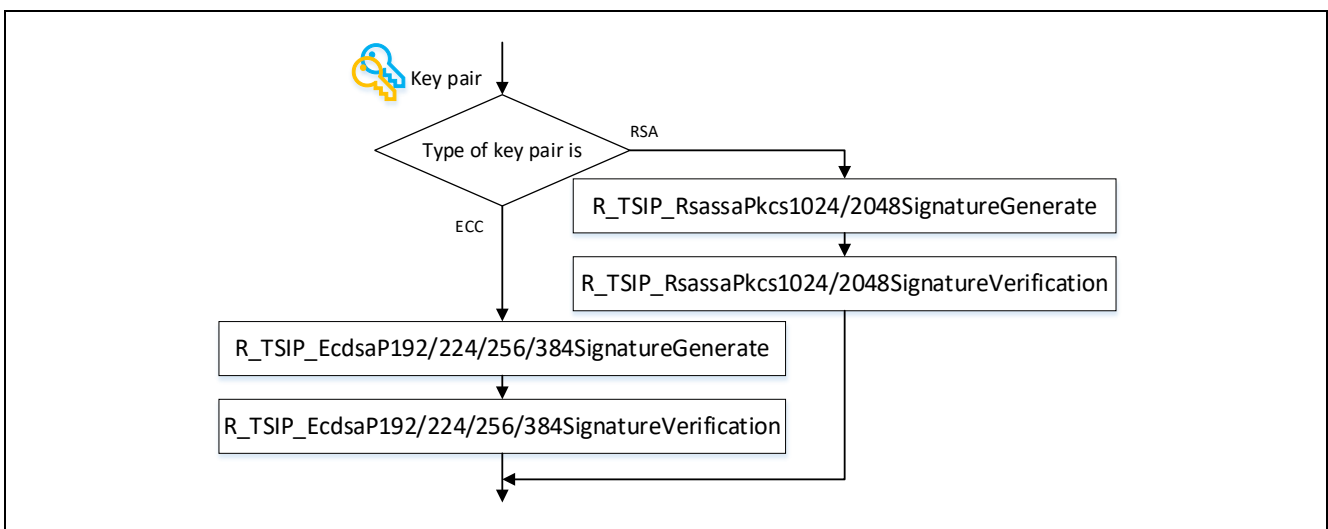 Key pair
Type of key pair is
RSA
ECC
R_TSIP_RsassaPkcs1024/2048SignatureGenerate
R_TSIP_RsassaPkcs1024/2048SignatureVerification
R_TSIP_EcdsaP192/224/256/384SignatureGenerate
R_TSIP_EcdsaP192/224/256/384SignatureVerification